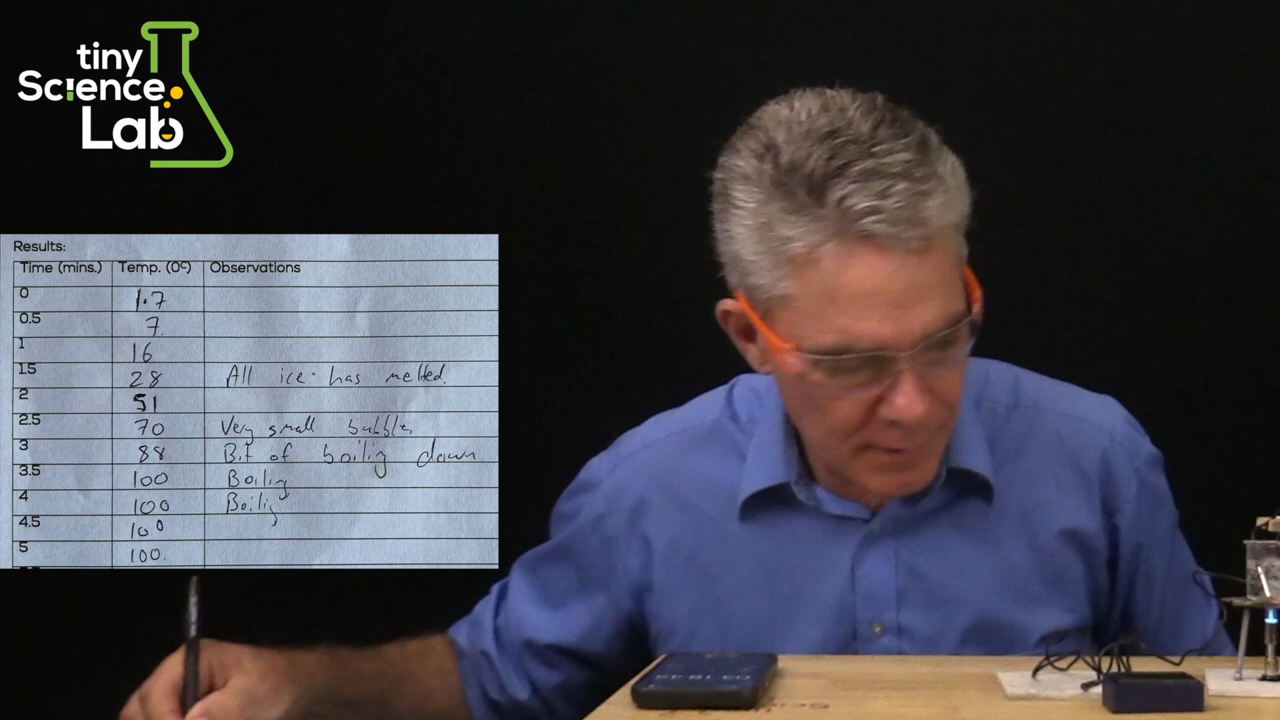 tiny
Science
Lab
Results:
Time (mins.) Temp. (0º) Observations
0 1.7
0.5 7
1 16
1.5 28 All ice has melted.
2 51
2.5 70 Very small bubbles
3 88 Bit of boiling down
3.5 100 Boiling
4 100 Boiling
4.5 100
5 100.